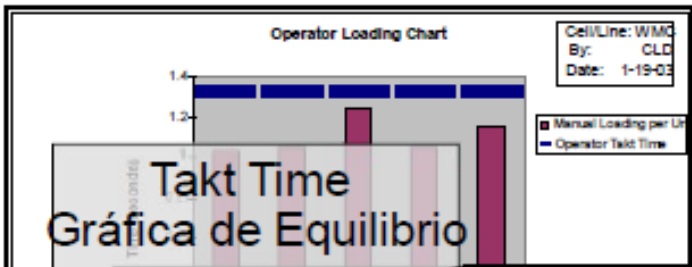 Operator Loading Chart
Cell/Line: WMC
By: CLD
Date: 1-19-03
1.4
1.2
1
Manual Loading per Un
Operator Takt Time
Takt Time
Gráfica de Equilibrio